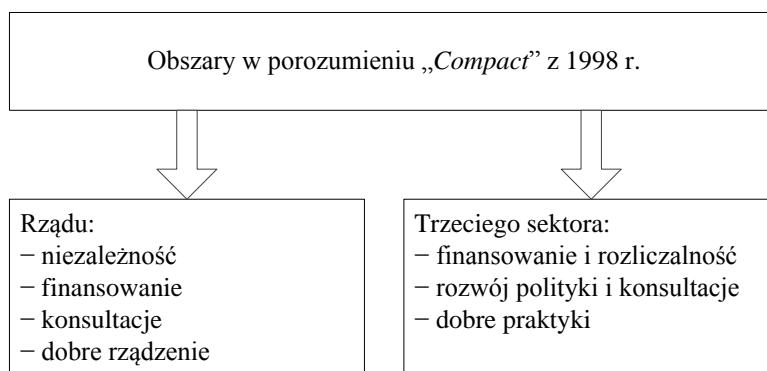 Obszary w porozumieniu „Compact” z 1998 r.
Rządu:
− niezależność
− finansowanie
− konsultacje
− dobre rządzenie
Trzeciego sektora:
− finansowanie i rozliczalność
− rozwój polityki i konsultacje
− dobre praktyki